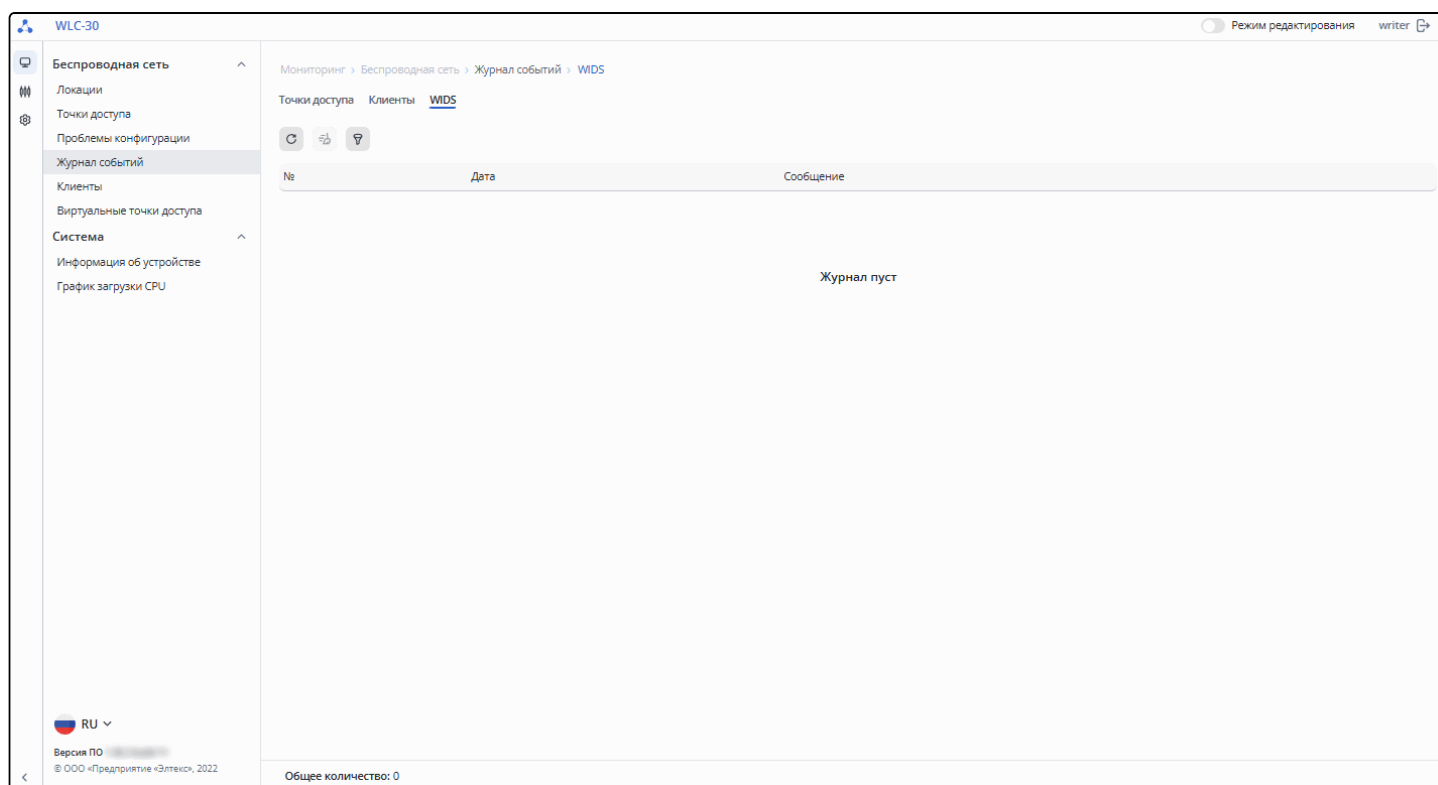 WLC-30
Режим редактирования
writer
Беспроводная сеть
Локации
Точки доступа
Проблемы конфигурации
Журнал событий
Клиенты
Виртуальные точки доступа
Система
Информация об устройстве
График загрузки CPU
Мониторинг › Беспроводная сеть › Журнал событий › WIDS
Точки доступа Клиенты WIDS
№ Дата Сообщение
Журнал пуст
RU
Версия ПО
© ООО «Предприятие «Элтекс», 2022
Общее количество: 0